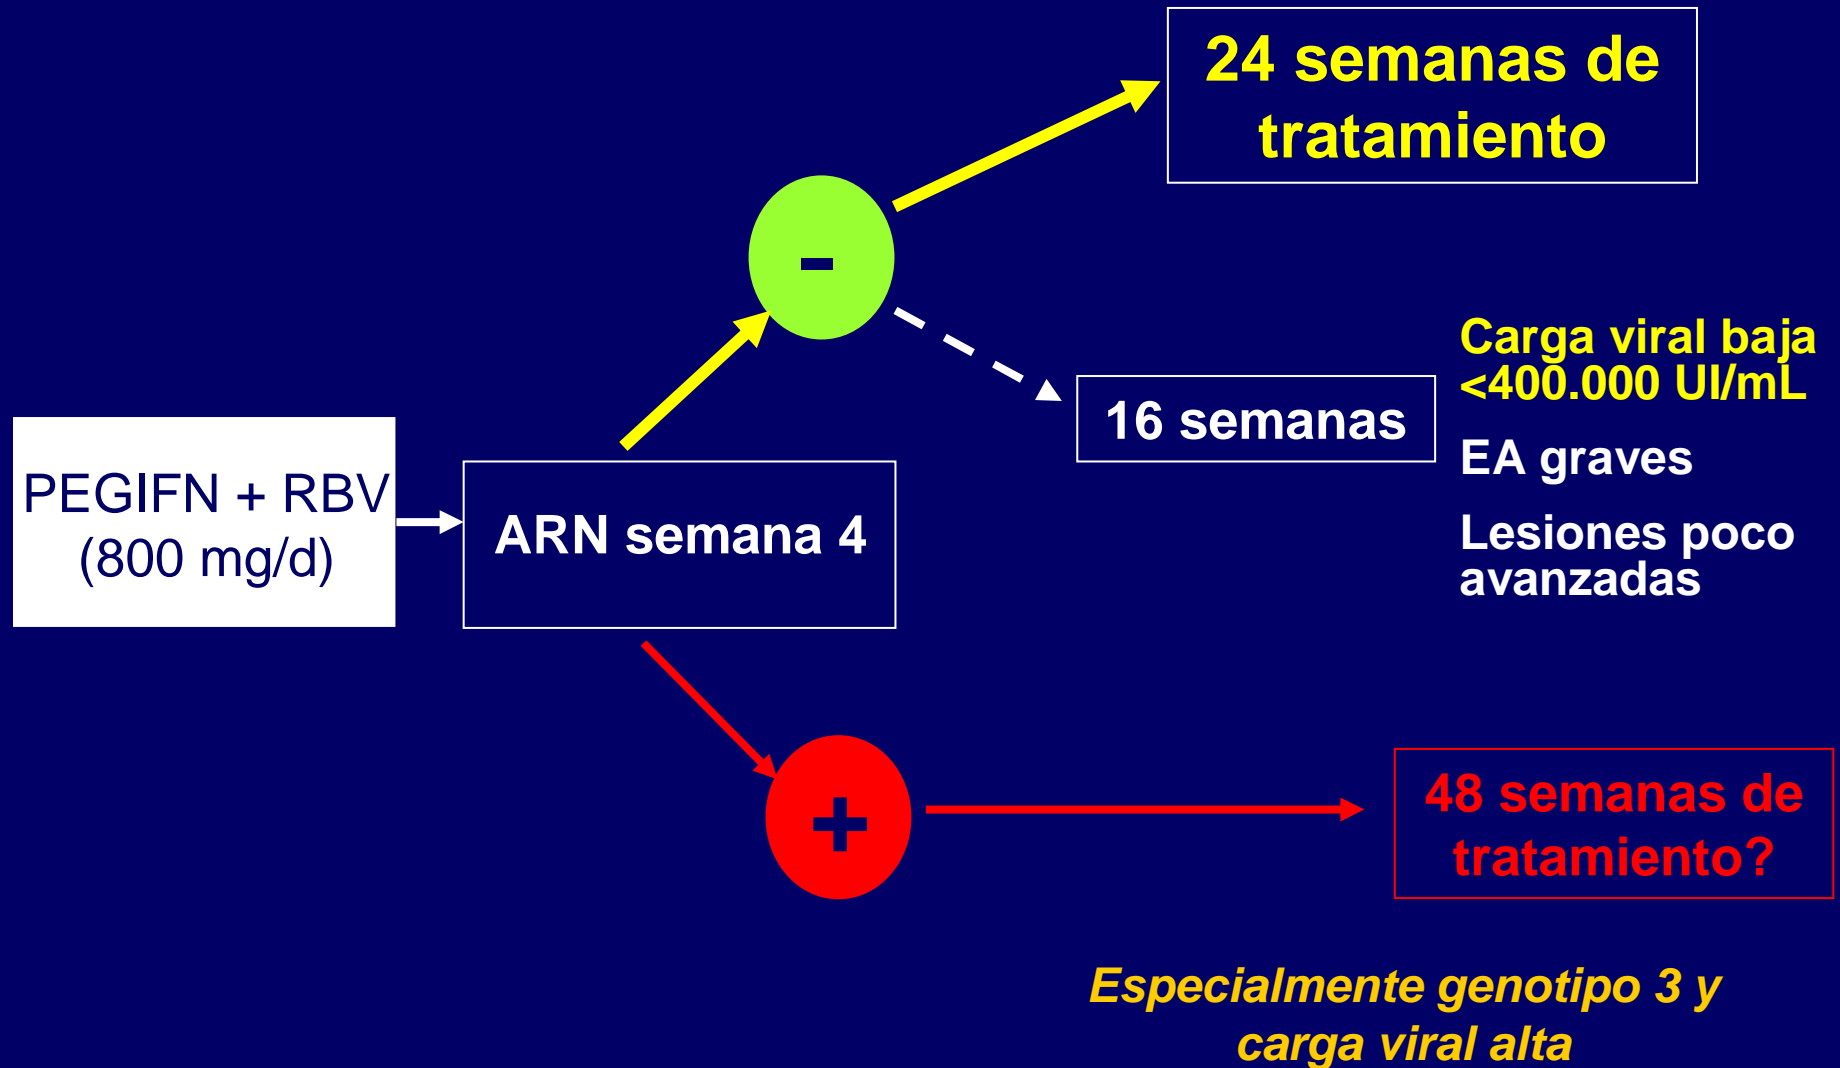 24 semanas de
tratamiento
-
Carga viral baja
<400.000 UI/mL
16 semanas
EA graves
PEGIFN + RBV
(800 mg/d)
ARN semana 4
Lesiones poco
avanzadas
+
48 semanas de
tratamiento?
Especialmente genotipo 3 y
carga viral alta